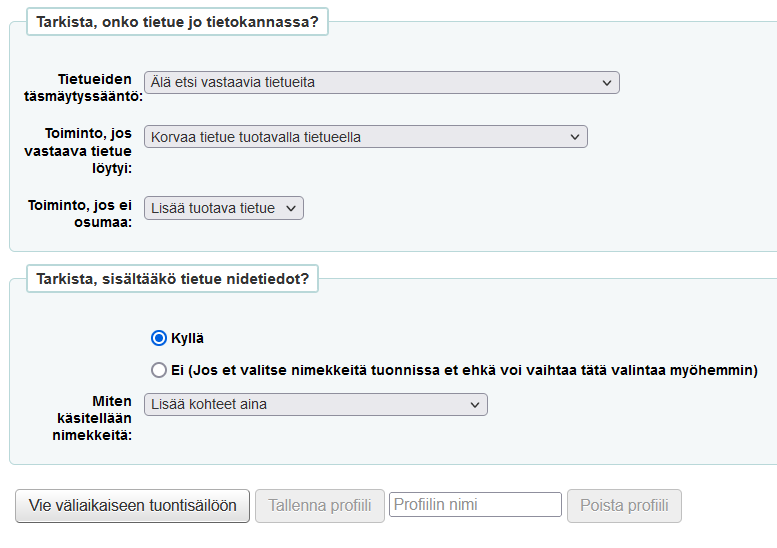 Tarkista, onko tietue jo tietokannassa?
Tietueiden
täsmäytyssääntö:
Älä etsi vastaavia tietueita
Toiminto, jos
vastaava tietue
löytyi:
Korvaa tietue tuotavalla tietueella
Toiminto, jos ei
osumaa:
Lisää tuotava tietue
Tarkista, sisältääkö tietue nidetiedot?
Kyllä
Ei (Jos et valitse nimekkeitä tuonnissa et ehkä voi vaihtaa tätä valintaa myöhemmin)
Miten
käsitellään
nimekkeitä:
Lisää kohteet aina
Vie väliaikaiseen tuontisäilöön Tallenna profiili Profiilin nimi Poista profiili